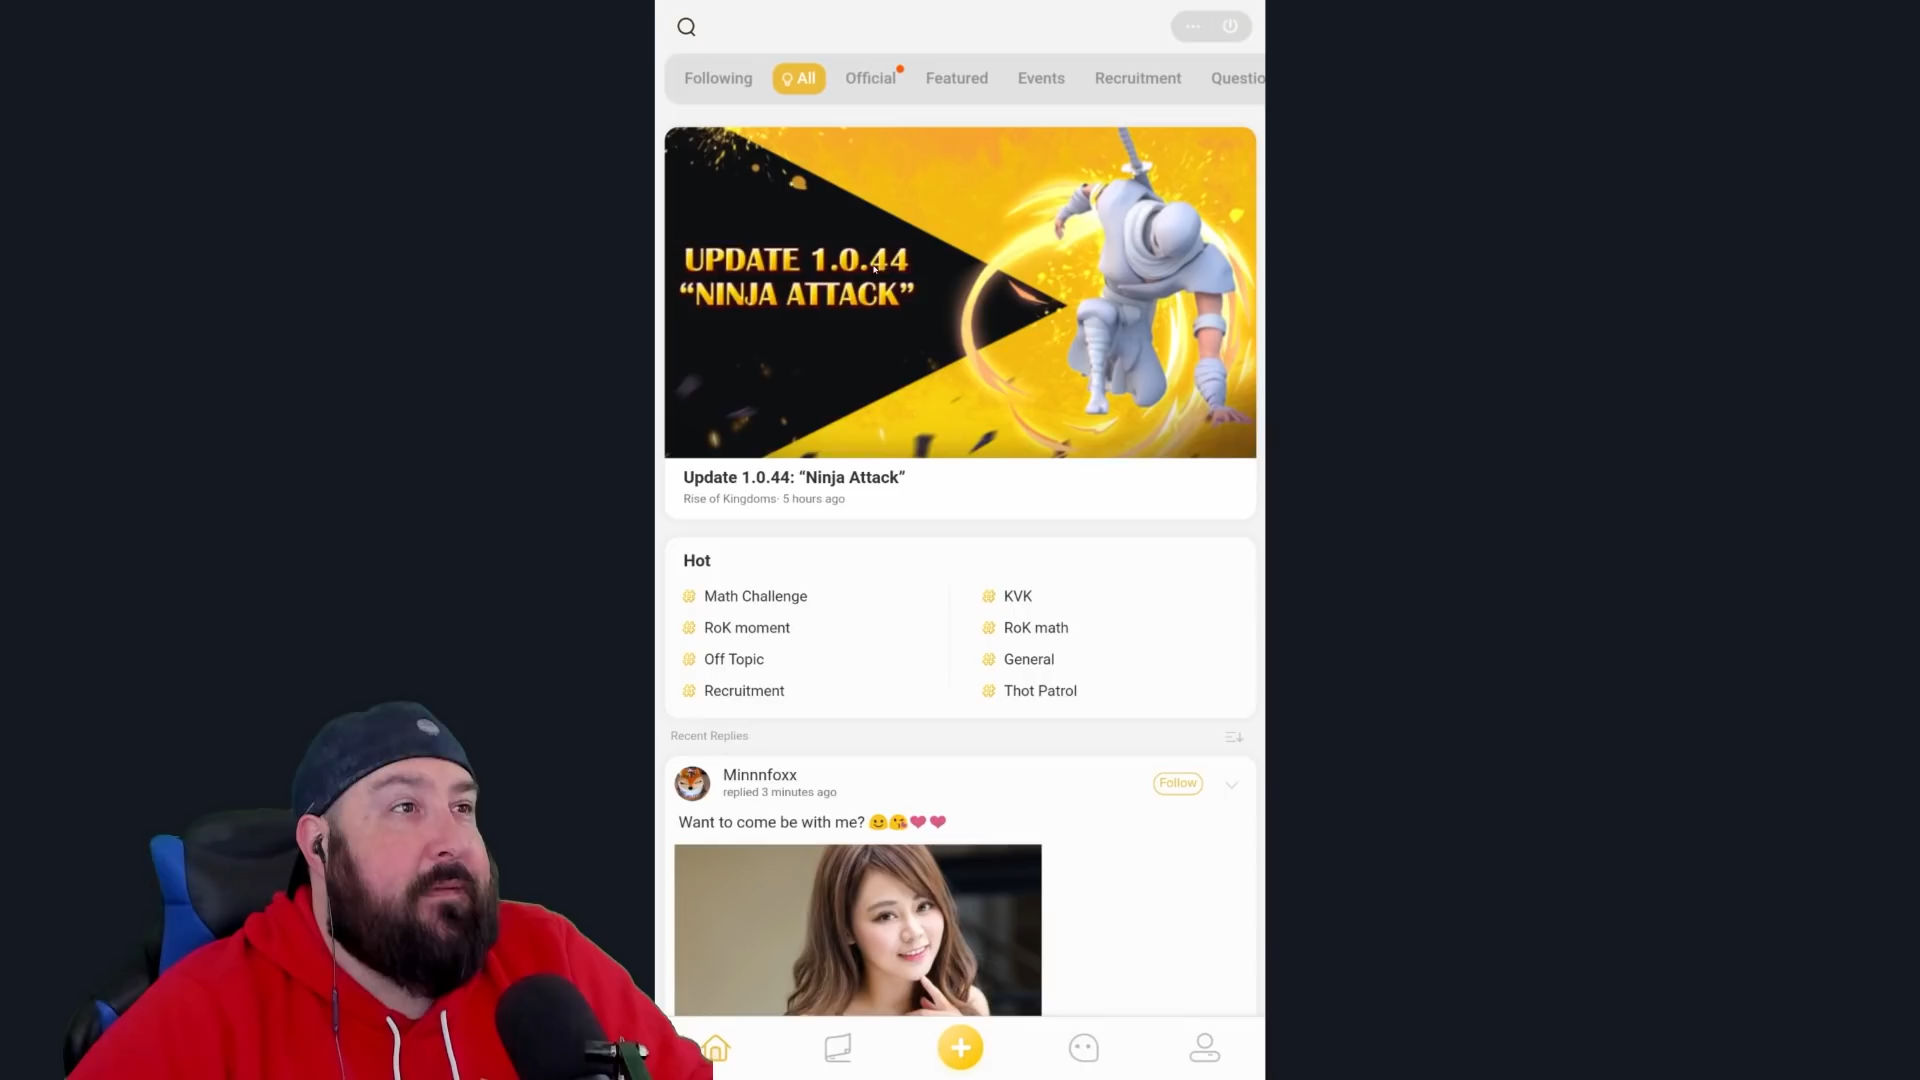 Following
All
Official
Featured
Events
Recruitment
Questio
UPDATE 1.0.44
“NINJA ATTACK”
Update 1.0.44: “Ninja Attack”
Rise of Kingdoms· 5 hours ago
Hot
Math Challenge
KVK
RoK moment
RoK math
Off Topic
General
Recruitment
Thot Patrol
Recent Replies
Minnnfoxx
replied 3 minutes ago
Follow
Want to come be with me? 😃😘❤❤